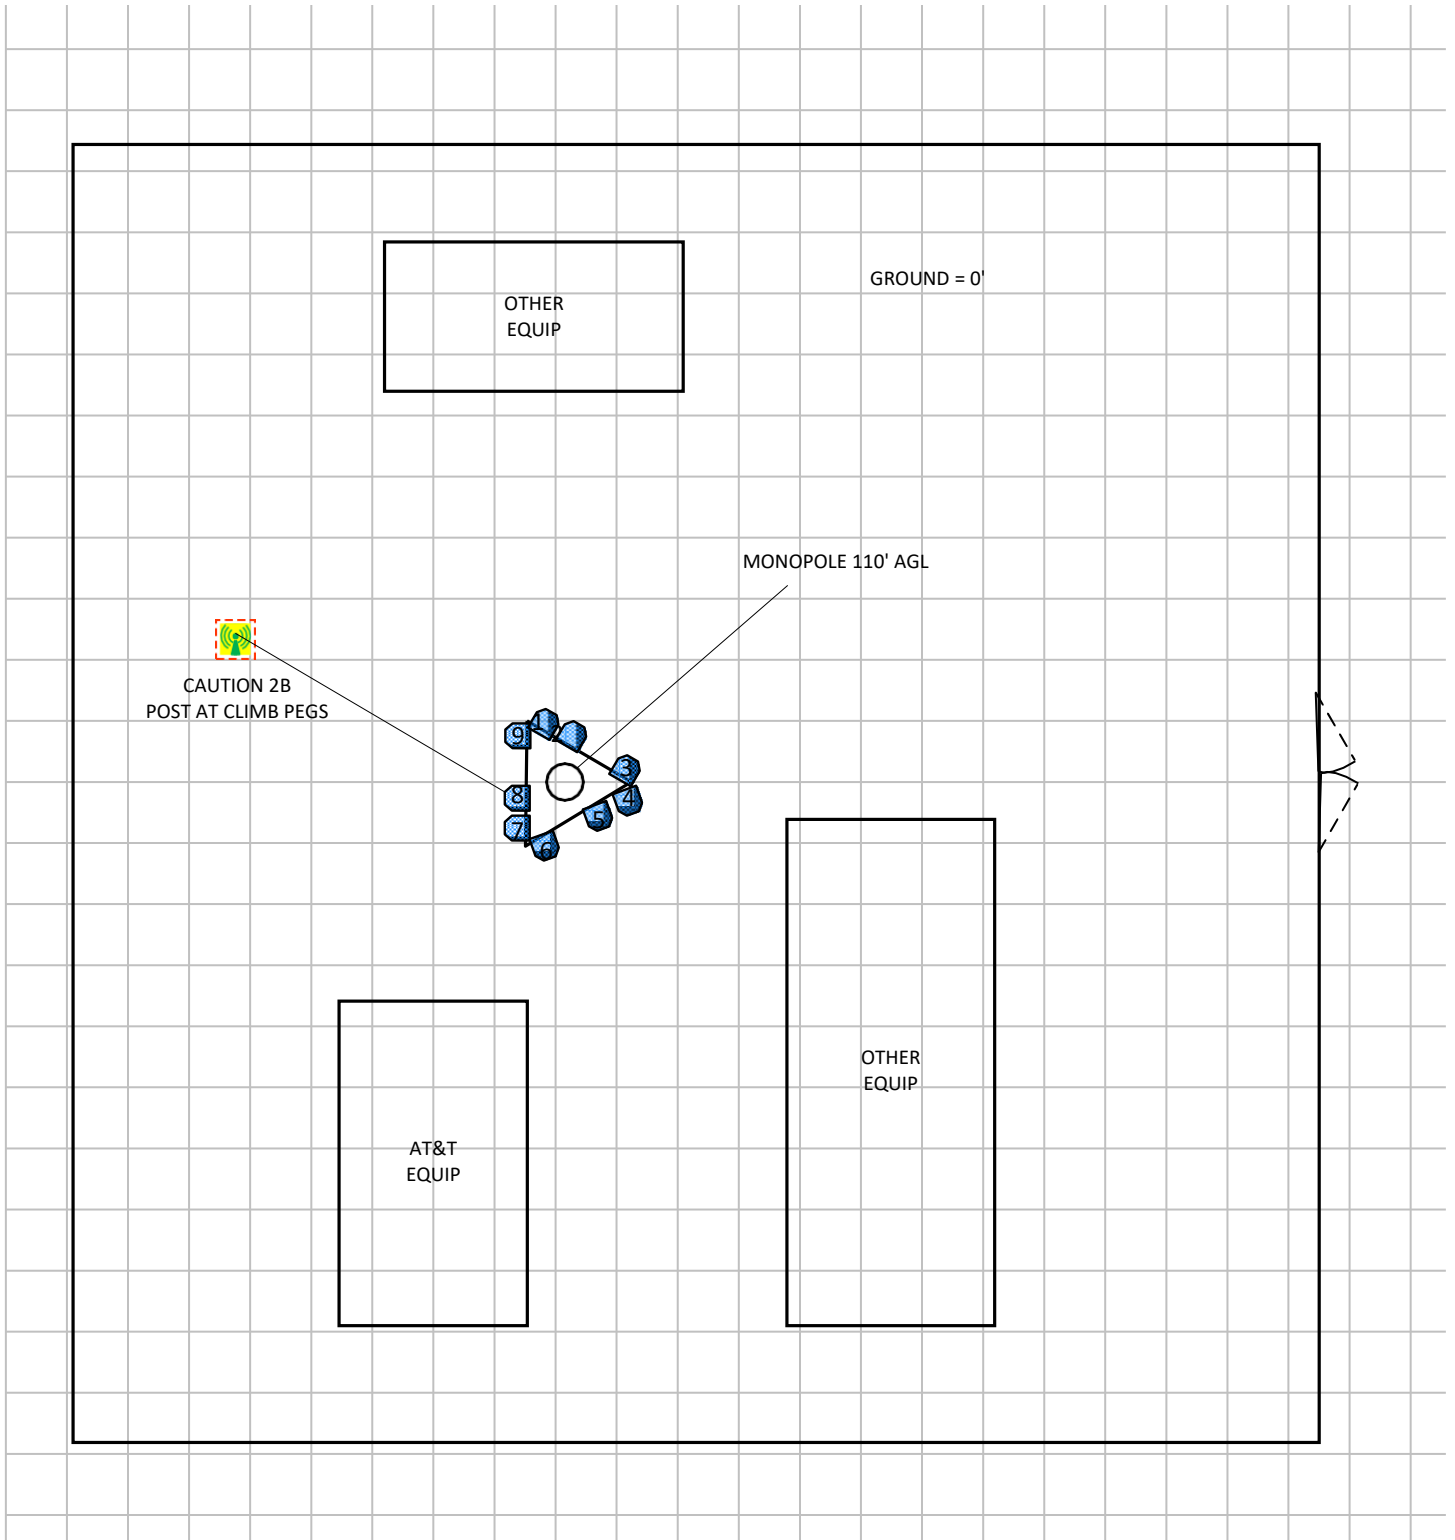 GROUND = 0'
OTHER
EQUIP
MONOPOLE 110' AGL
CAUTION 2B
POST AT CLIMB PEGS
1
9
3
8
4
5
7
6
OTHER
EQUIP
AT&T
EQUIP